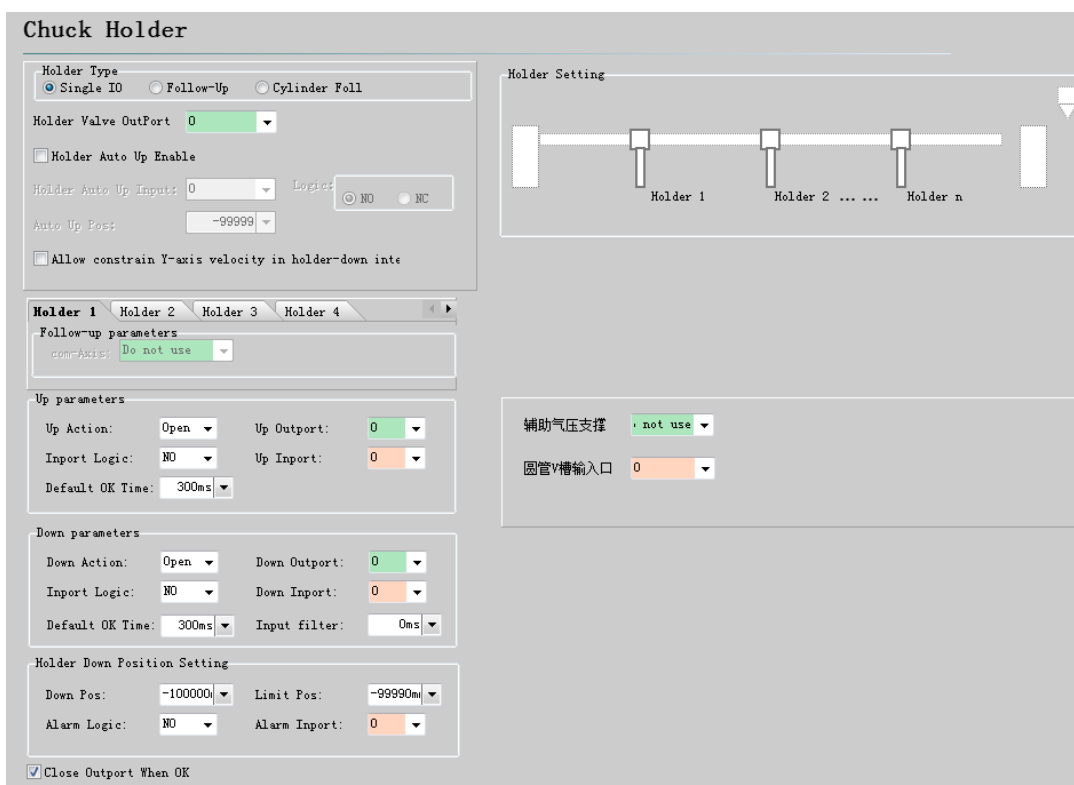 Chuck Holder
Holder Type
Single IO Follow-Up Cylinder Foll
Holder Valve OutPort 0
Holder Auto Up Enable
Holder Auto Up Input: 0 Logic: NO NC
Auto Up Pos: -99999
Allow constrain Y-axis velocity in holder-down inte
Holder Setting
Holder 1 Holder 2 ... ... Holder n
Holder 1 Holder 2 Holder 3 Holder 4
Follow-up parameters
com-Axis: Do not use
Up parameters
Up Action: Open Up Outport: 0
Inport Logic: NO Up Inport: 0
Default OK Time: 300ms
辅助气压支撑 not use
圆管V槽输入口 0
Down parameters
Down Action: Open Down Outport: 0
Inport Logic: NO Down Inport: 0
Default OK Time: 300ms Input filter: 0ms
Holder Down Position Setting
Down Pos: -100000 Limit Pos: -99990m
Alarm Logic: NO Alarm Inport: 0
Close Outport When OK